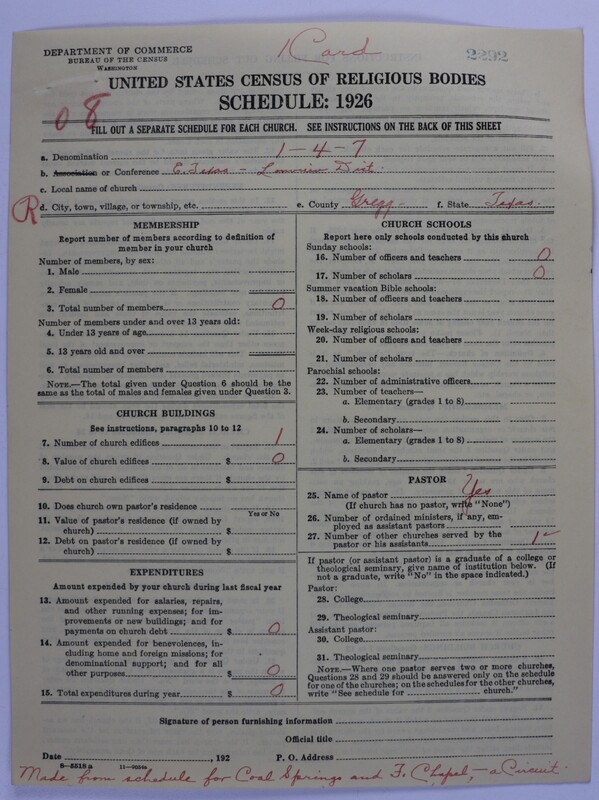 DEPARTMENT OF COMMERCE
BUREAU OF THE CENSUS
WASHINGTON
1 Card
2292
UNITED STATES CENSUS OF RELIGIOUS BODIES
SCHEDULE: 1926
08
FILL OUT A SEPARATE SCHEDULE FOR EACH CHURCH. SEE INSTRUCTIONS ON THE BACK OF THIS SHEET
a. Denomination 1-4-7
b. Association or Conference E. Texas - Longview Dist.
c. Local name of church
R
d. City, town, village, or township, etc. e. County Gregg f. State Texas
MEMBERSHIP
Report number of members according to definition of
member in your church
Number of members, by sex:
1. Male
2. Female
3. Total number of members 0
Number of members under and over 13 years old:
4. Under 13 years of age
5. 13 years old and over
6. Total number of members
NOTE.—The total given under Question 6 should be
same as the total of males and females given under Question 3.
CHURCH BUILDINGS
See instructions, paragraphs 10 to 12
7. Number of church edifices 1
8. Value of church edifices $ 0
9. Debt on church edifices $
10. Does church own pastor's residence
Yes or No
11. Value of pastor's residence (if owned by
church) $
12. Debt on pastor's residence (if owned by
church) $
EXPENDITURES
Amount expended by your church during last fiscal year
13. Amount expended for salaries, repairs,
and other running expenses; for im-
provements or new buildings; and for
payments on church debt $ 0
14. Amount expended for benevolences, in-
cluding home and foreign missions; for
denominational support; and for all
other purposes $ 0
15. Total expenditures during year $ 0
CHURCH SCHOOLS
Report here only schools conducted by this church
Sunday schools:
16. Number of officers and teachers 0
17. Number of scholars 0
Summer vacation Bible schools:
18. Number of officers and teachers
19. Number of scholars
Week-day religious schools:
20. Number of officers and teachers
21. Number of scholars
Parochial schools:
22. Number of administrative officers
23. Number of teachers—
a. Elementary (grades 1 to 8)
b. Secondary
24. Number of scholars—
a. Elementary (grades 1 to 8)
b. Secondary
PASTOR
25. Name of pastor Yes
(If church has no pastor, write "None")
26. Number of ordained ministers, if any, em-
ployed as assistant pastors
27. Number of other churches served by the
pastor or his assistants 1
If pastor (or assistant pastor) is a graduate of a college or
theological seminary, give name of institution below. (If
not a graduate, write "No" in the space indicated.)
Pastor:
28. College
29. Theological seminary
Assistant pastor:
30. College
31. Theological seminary
NOTE.—Where one pastor serves two or more churches,
Questions 28 and 29 should be answered only on the schedule
for one of the churches; on the schedules for the other churches,
write "See schedule for church."
Signature of person furnishing information
Official title
Date , 192 P. O. Address
8-5518 a 11-9024a
Made from schedule for Coal Springs and F. Chapel, - a Circuit.